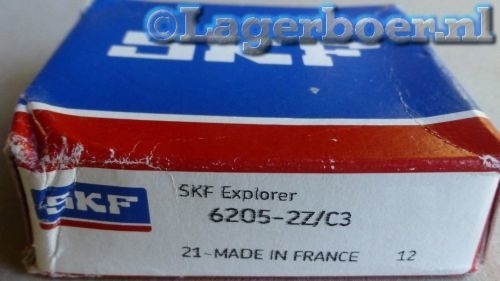 ©Lagerboer.nl
SKF
SKF
SKF Explorer
6205-2Z/C3
21-MADE IN FRANCE 12